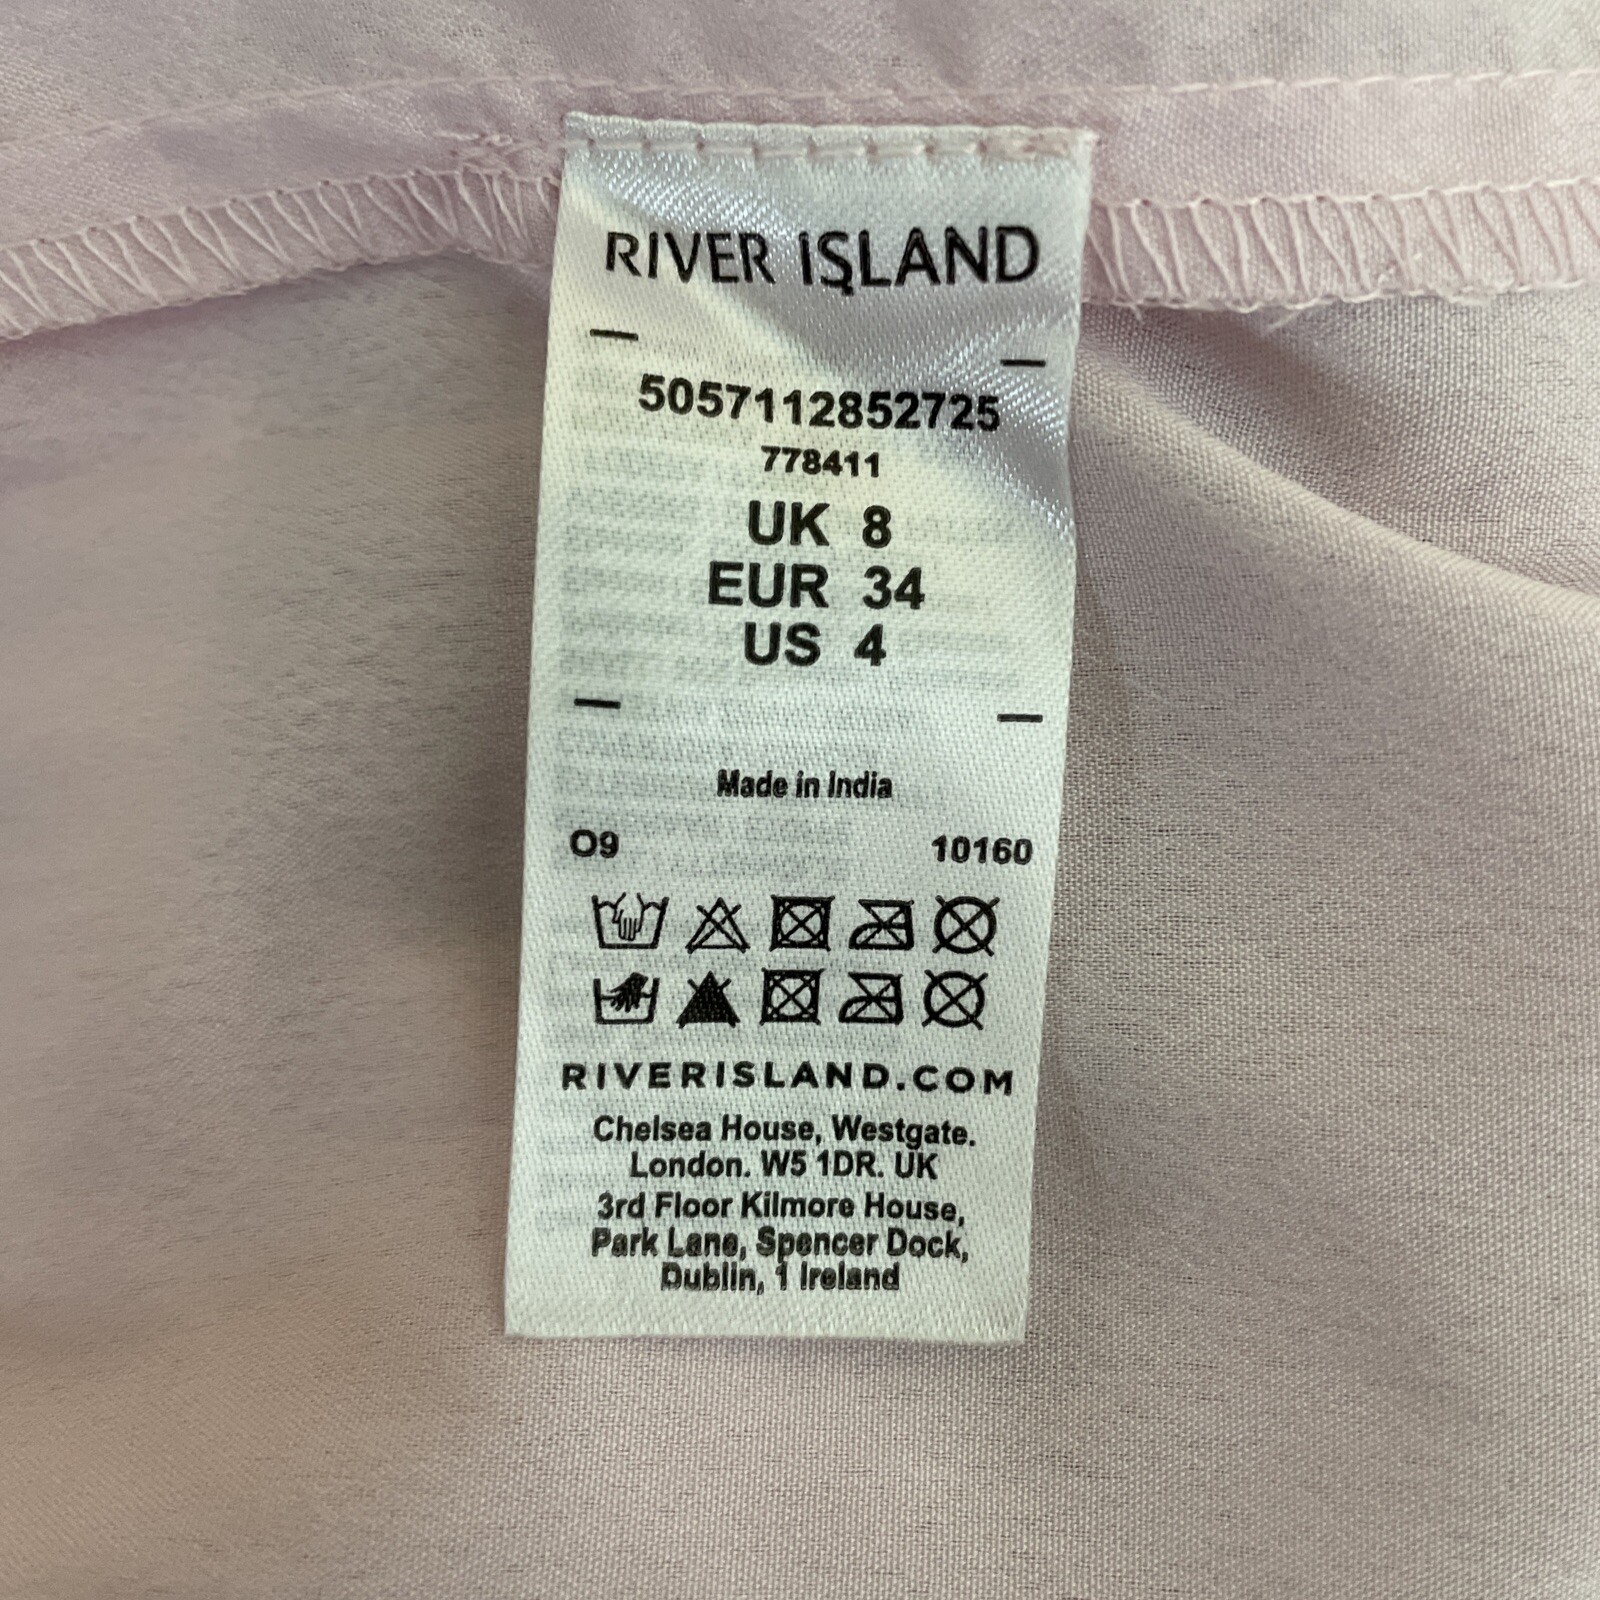 RIVER ISLAND
5057112852725
778411
UK 8
EUR 34
US 4
Made in India
O9 10160
RIVERISLAND.COM
Chelsea House, Westgate.
London. W5 1DR. UK
3rd Floor Kilmore House,
Park Lane, Spencer Dock,
Dublin, 1 Ireland